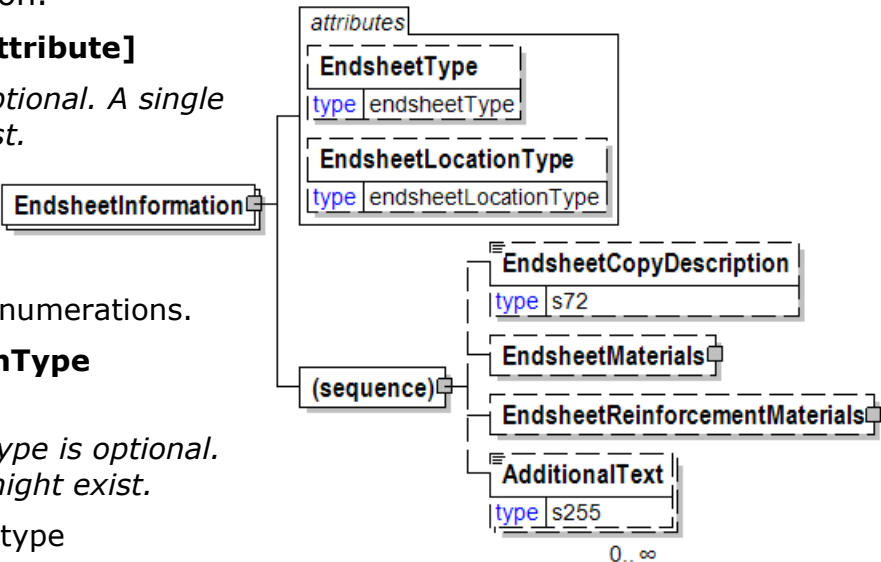 on.
ttribute]
ptional. A single
st.
numerations.
nType
ype is optional.
might exist.
type
attributes
EndsheetType
type endsheetType
EndsheetLocationType
type endsheetLocationType
EndsheetInformation
(sequence)
EndsheetCopyDescription
type s72
EndsheetMaterials
EndsheetReinforcementMaterials
AdditionalText
type s255
0.. ∞